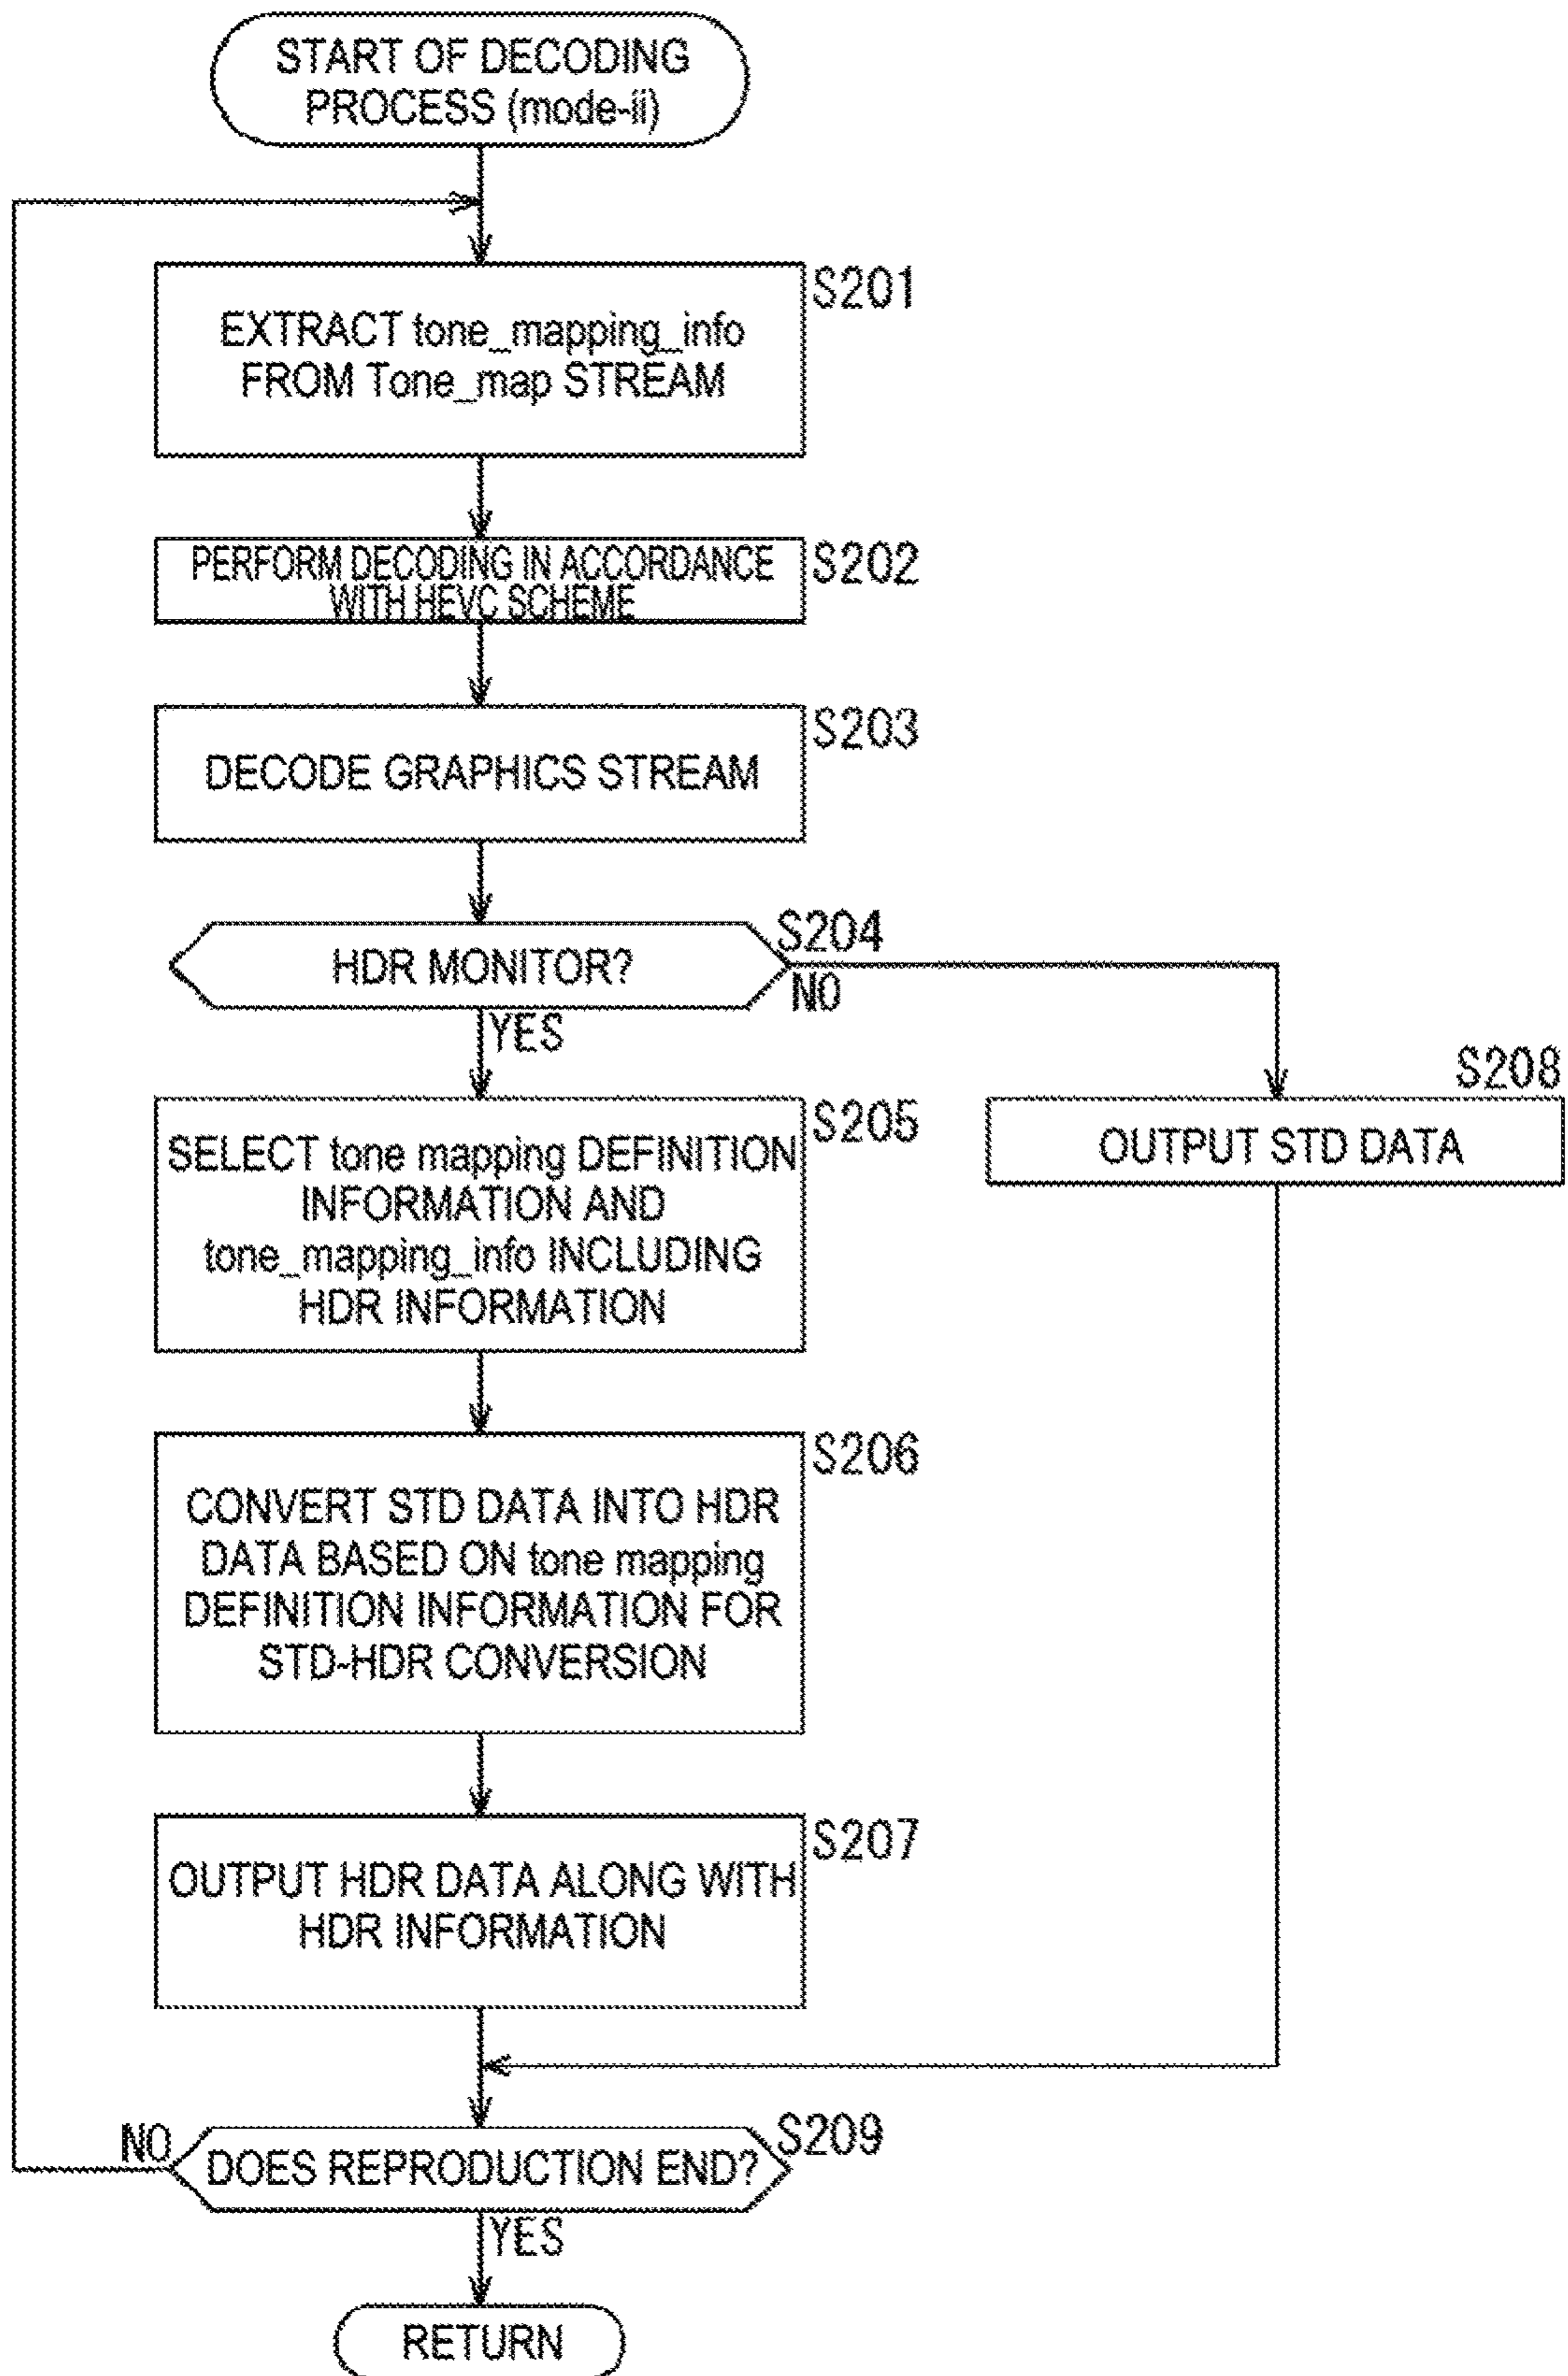 START OF DECODING
PROCESS (mode-ii)
S201
EXTRACT tone_mapping_info
FROM Tone_map STREAM
S202
PERFORM DECODING IN ACCORDANCE
WITH HEVC SCHEME
S203
DECODE GRAPHICS STREAM
S204
HDR MONITOR?
NO
YES
S205
SELECT tone mapping DEFINITION
INFORMATION AND
tone_mapping_info INCLUDING
HDR INFORMATION
S208
OUTPUT STD DATA
S206
CONVERT STD DATA INTO HDR
DATA BASED ON tone mapping
DEFINITION INFORMATION FOR
STD-HDR CONVERSION
S207
OUTPUT HDR DATA ALONG WITH
HDR INFORMATION
S209
NO
DOES REPRODUCTION END?
YES
RETURN